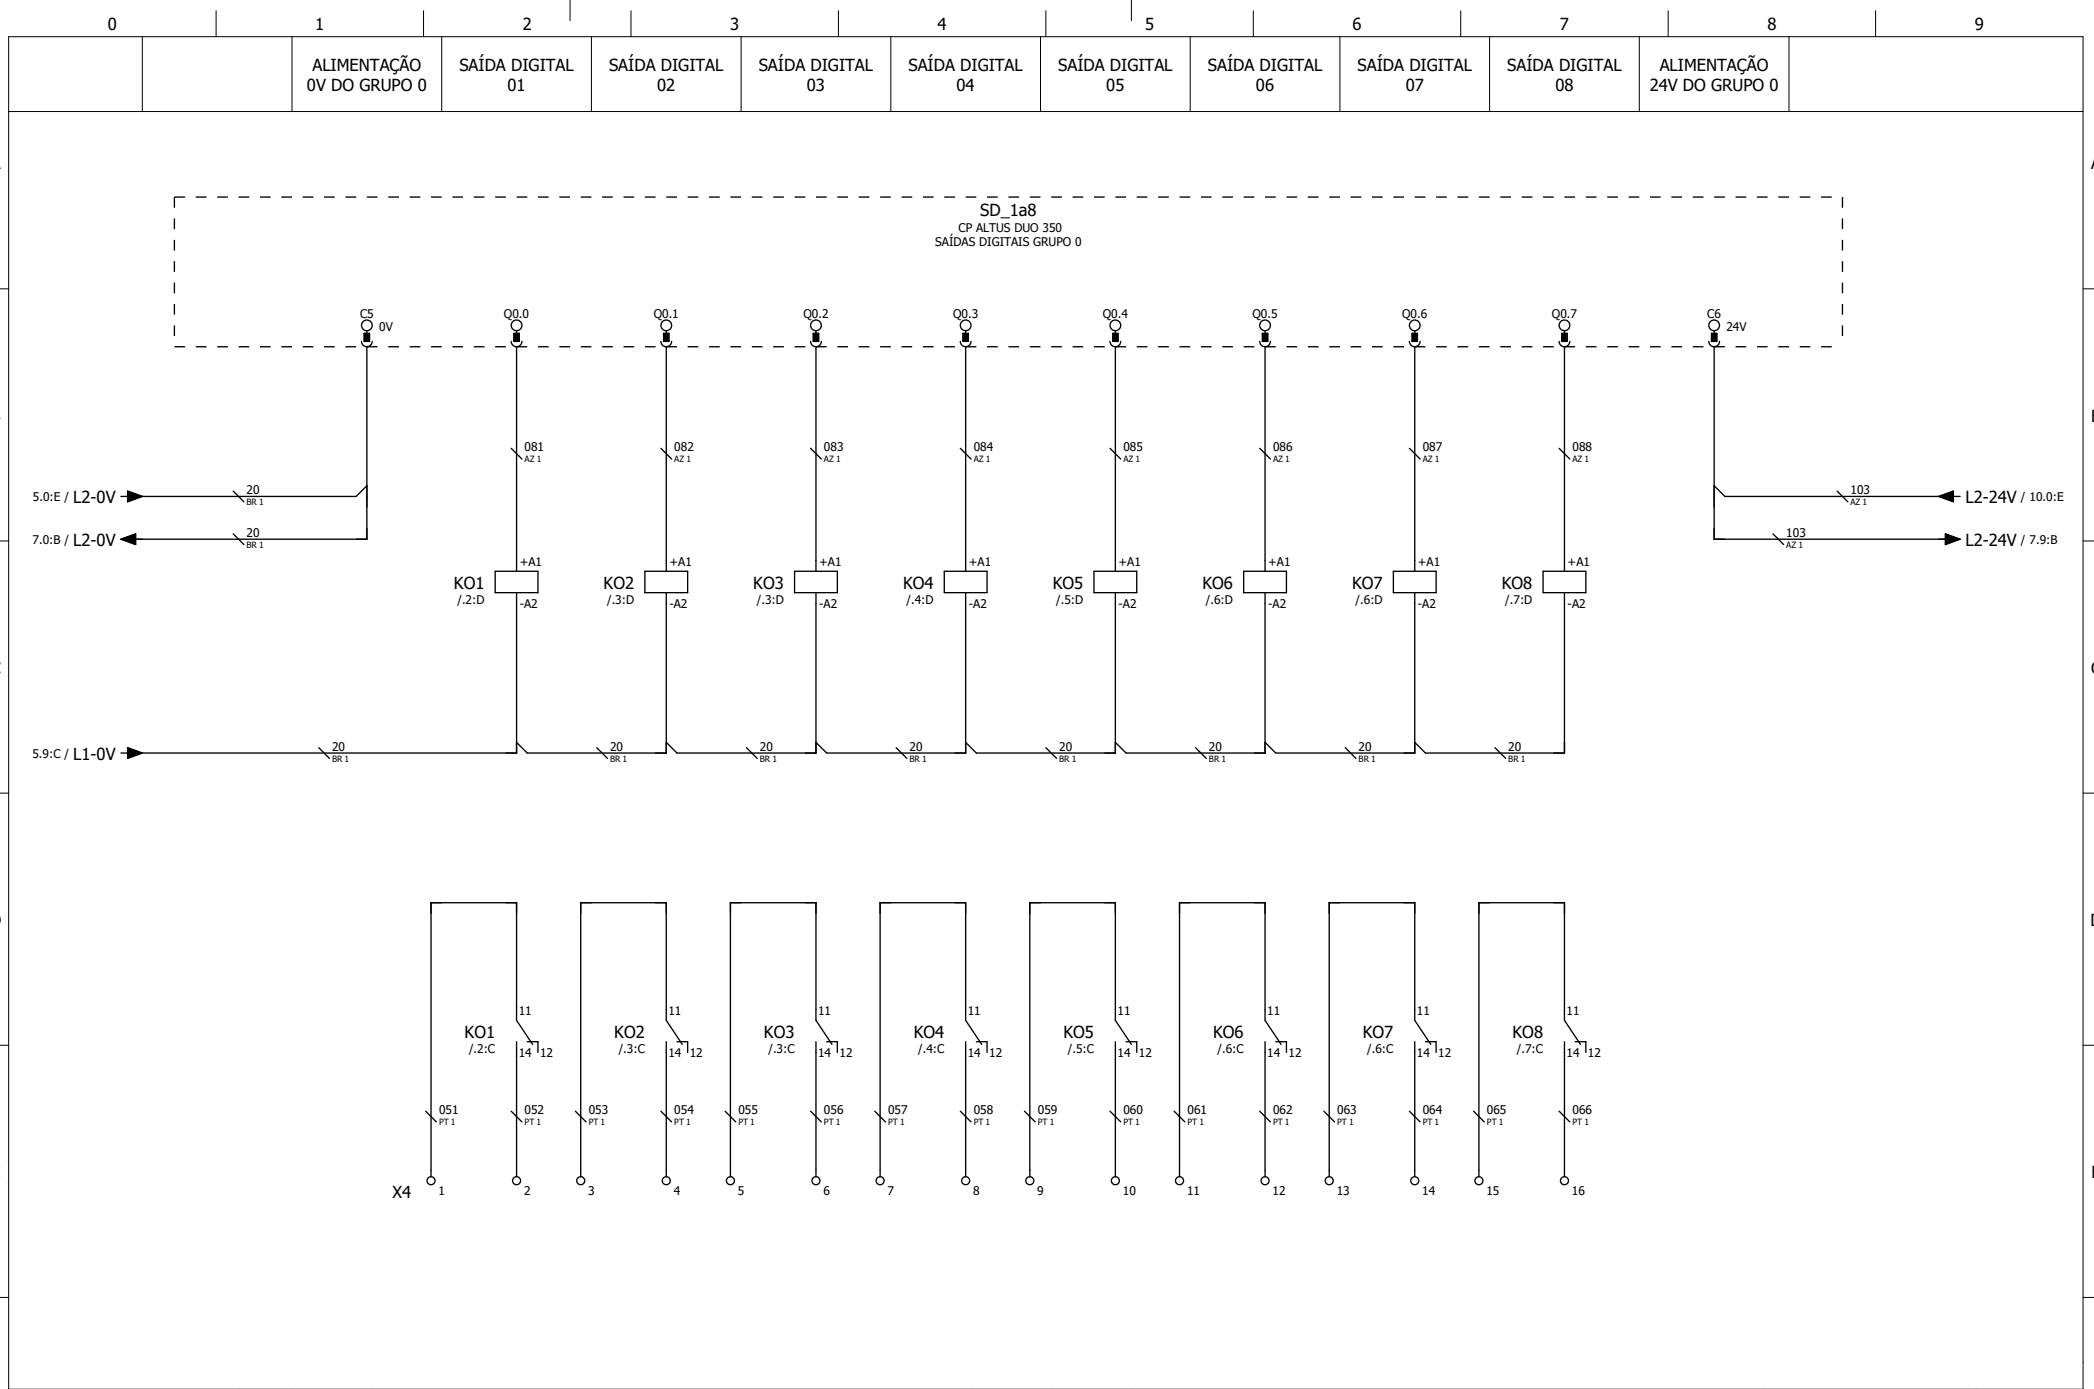 0 1 2 3 4 5 6 7 8 9
ALIMENTAÇÃO
0V DO GRUPO 0
SAÍDA DIGITAL
01
SAÍDA DIGITAL
02
SAÍDA DIGITAL
03
SAÍDA DIGITAL
04
SAÍDA DIGITAL
05
SAÍDA DIGITAL
06
SAÍDA DIGITAL
07
SAÍDA DIGITAL
08
ALIMENTAÇÃO
24V DO GRUPO 0
SD_1a8
CP ALTUS DUO 350
SAÍDAS DIGITAIS GRUPO 0
C5 Q0.0 Q0.1 Q0.2 Q0.3 Q0.4 Q0.5 Q0.6 Q0.7 C6
0V 24V
081 082 083 084 085 086 087 088
AZ 1 AZ 1 AZ 1 AZ 1 AZ 1 AZ 1 AZ 1 AZ 1
5.0:E / L2-0V 20 103 L2-24V / 10.0:E
BR 1 AZ 1
7.0:B / L2-0V 20 103 L2-24V / 7.9:B
BR 1 AZ 1
+A1 +A1 +A1 +A1 +A1 +A1 +A1 +A1
KO1 KO2 KO3 KO4 KO5 KO6 KO7 KO8
/.2:D /.3:D /.3:D /.4:D /.5:D /.6:D /.6:D /.7:D
-A2 -A2 -A2 -A2 -A2 -A2 -A2 -A2
5.9:C / L1-0V 20 20 20 20 20 20 20 20
BR 1 BR 1 BR 1 BR 1 BR 1 BR 1 BR 1 BR 1
11 11 11 11 11 11 11 11
KO1 KO2 KO3 KO4 KO5 KO6 KO7 KO8
/.2:C /.3:C /.3:C /.4:C /.5:C /.6:C /.6:C /.7:C
14 12 14 12 14 12 14 12 14 12 14 12 14 12 14 12
051 052 053 054 055 056 057 058 059 060 061 062 063 064 065 066
PT 1 PT 1 PT 1 PT 1 PT 1 PT 1 PT 1 PT 1 PT 1 PT 1 PT 1 PT 1 PT 1 PT 1 PT 1 PT 1
X4 1 2 3 4 5 6 7 8 9 10 11 12 13 14 15 16